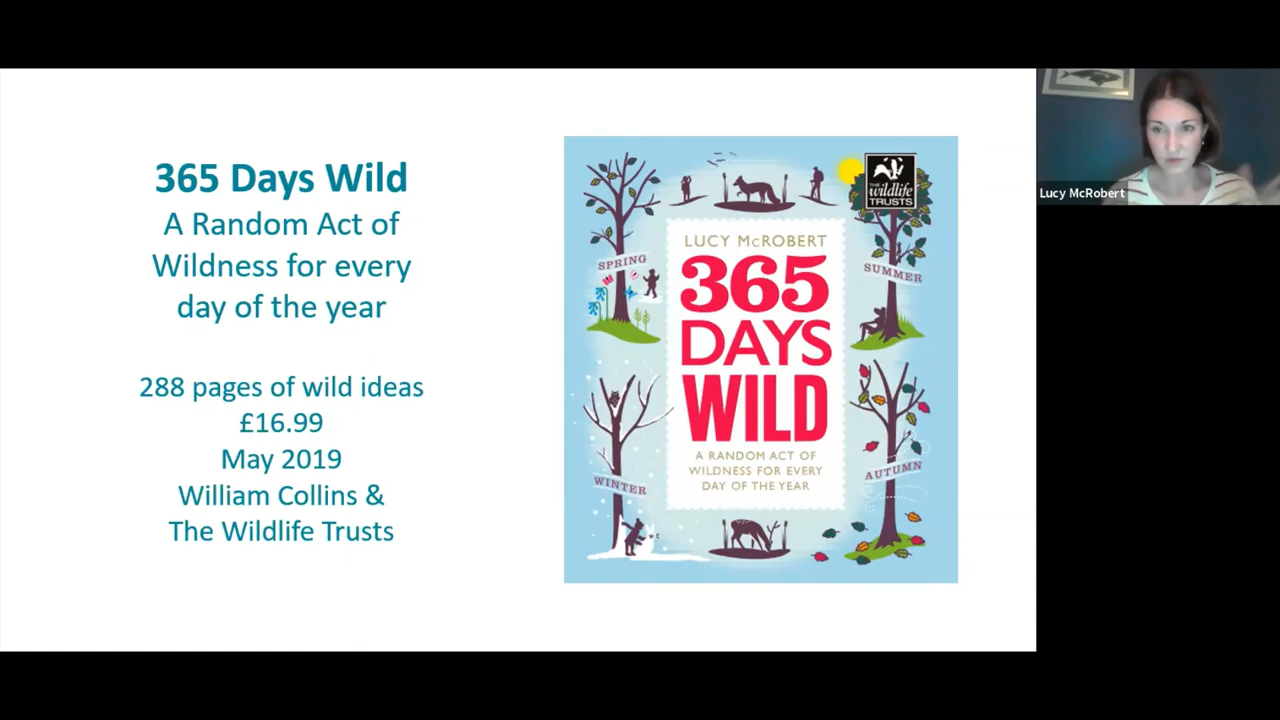 365 Days Wild
A Random Act of
Wildness for every
day of the year
288 pages of wild ideas
£16.99
May 2019
William Collins &
The Wildlife Trusts
THE
wildlife
TRUSTS
LUCY McROBERT
SPRING
SUMMER
365
DAYS
WILD
A RANDOM ACT OF
WILDNESS FOR EVERY
DAY OF THE YEAR
WINTER
AUTUMN
Lucy McRobert